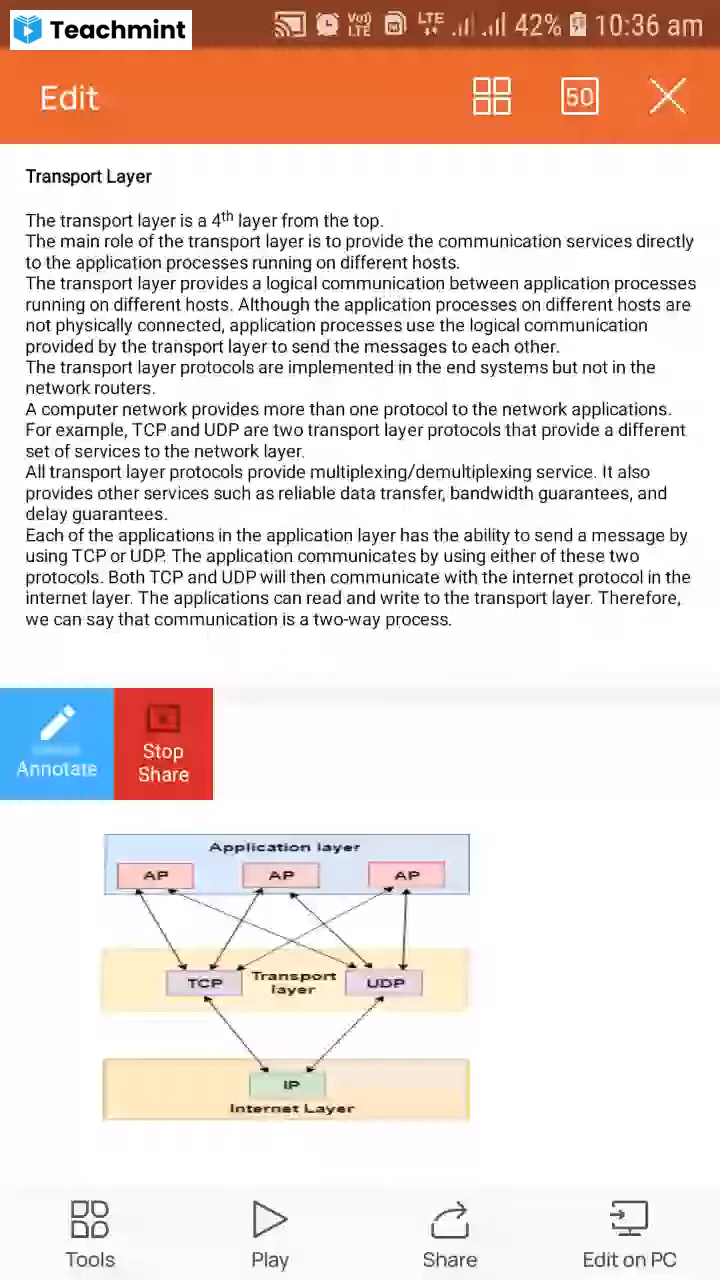 Teachmint
Vo) LTE LTE 42% 10:36 am
Edit
50
Transport Layer
The transport layer is a 4th layer from the top.
The main role of the transport layer is to provide the communication services directly
to the application processes running on different hosts.
The transport layer provides a logical communication between application processes
running on different hosts. Although the application processes on different hosts are
not physically connected, application processes use the logical communication
provided by the transport layer to send the messages to each other.
The transport layer protocols are implemented in the end systems but not in the
network routers.
A computer network provides more than one protocol to the network applications.
For example, TCP and UDP are two transport layer protocols that provide a different
set of services to the network layer.
All transport layer protocols provide multiplexing/demultiplexing service. It also
provides other services such as reliable data transfer, bandwidth guarantees, and
delay guarantees.
Each of the applications in the application layer has the ability to send a message by
using TCP or UDP. The application communicates by using either of these two
protocols. Both TCP and UDP will then communicate with the internet protocol in the
internet layer. The applications can read and write to the transport layer. Therefore,
we can say that communication is a two-way process.
Annotate
Stop
Share
Application layer
AP AP AP
TCP Transport layer UDP
IP
Internet Layer
Tools Play Share Edit on PC